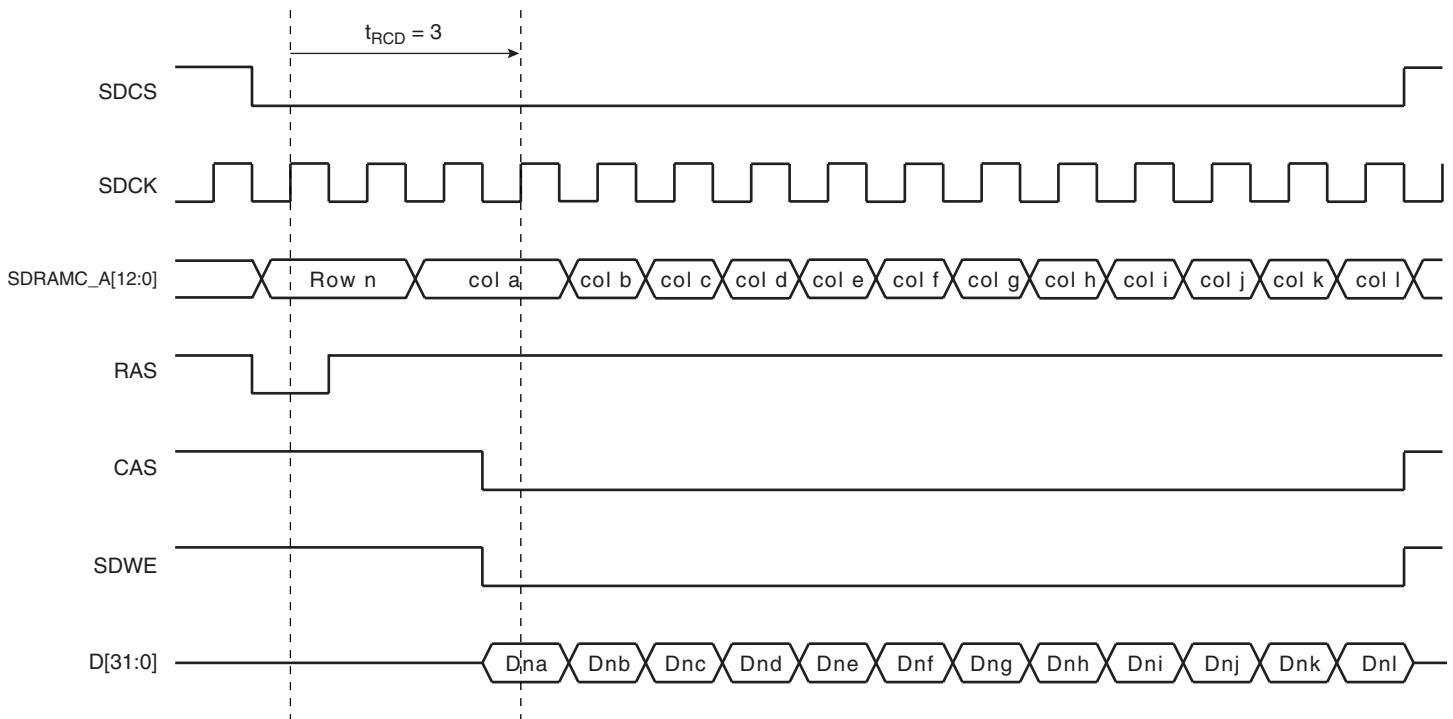 t_RCD = 3
SDCS
SDCK
SDRAMC_A[12:0] Row n col a col b col c col d col e col f col g col h col i col j col k col l
RAS
CAS
SDWE
D[31:0] Dna Dnb Dnc Dnd Dne Dnf Dng Dnh Dni Dnj Dnk Dnl